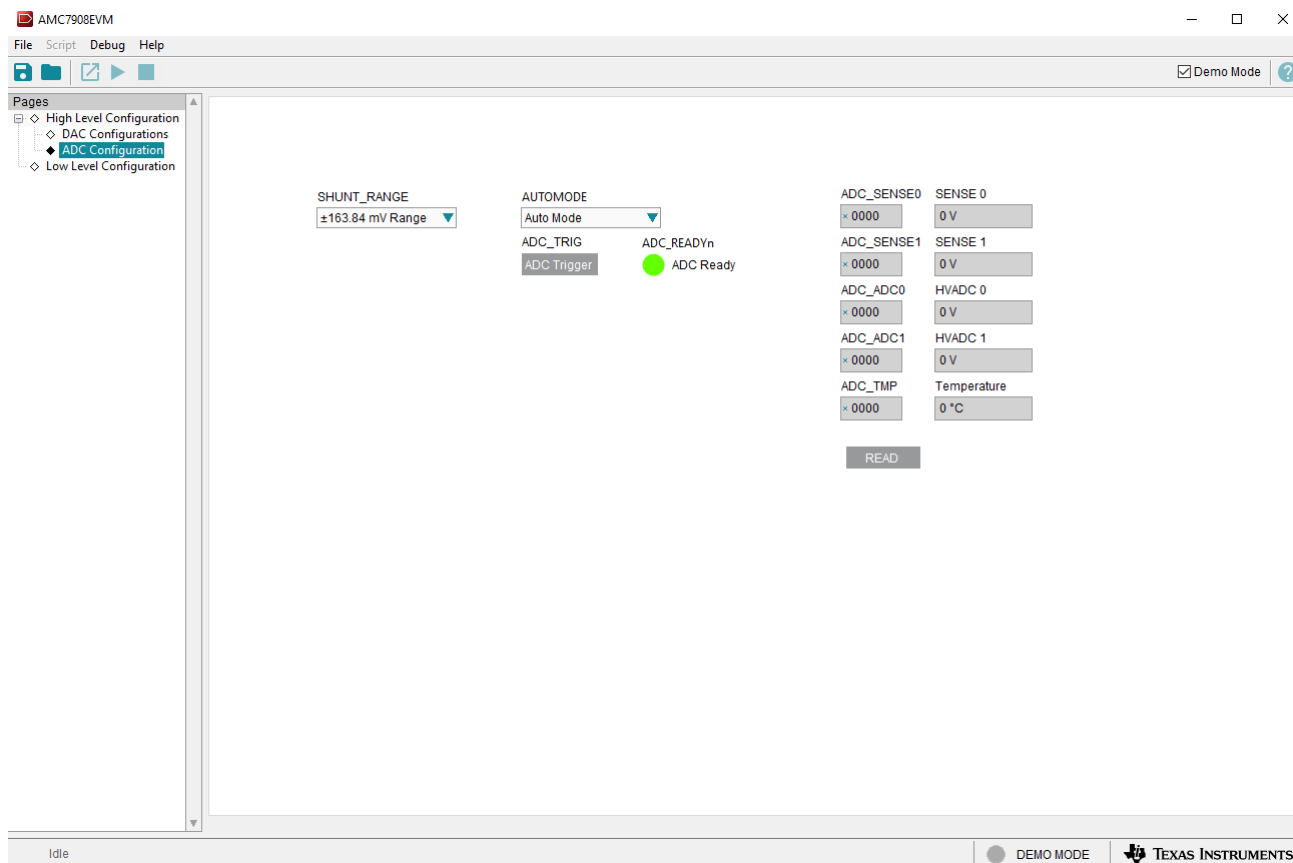 AMC7908EVM
File Script Debug Help
Demo Mode
Pages
High Level Configuration
DAC Configurations
ADC Configuration
Low Level Configuration
SHUNT_RANGE
±163.84 mV Range
AUTOMODE
Auto Mode
ADC_TRIG
ADC Trigger
ADC_READYn
ADC Ready
ADC_SENSE0 SENSE 0
× 0000 0 V
ADC_SENSE1 SENSE 1
× 0000 0 V
ADC_ADC0 HVADC 0
× 0000 0 V
ADC_ADC1 HVADC 1
× 0000 0 V
ADC_TMP Temperature
× 0000 0 °C
READ
Idle
DEMO MODE
TEXAS INSTRUMENTS